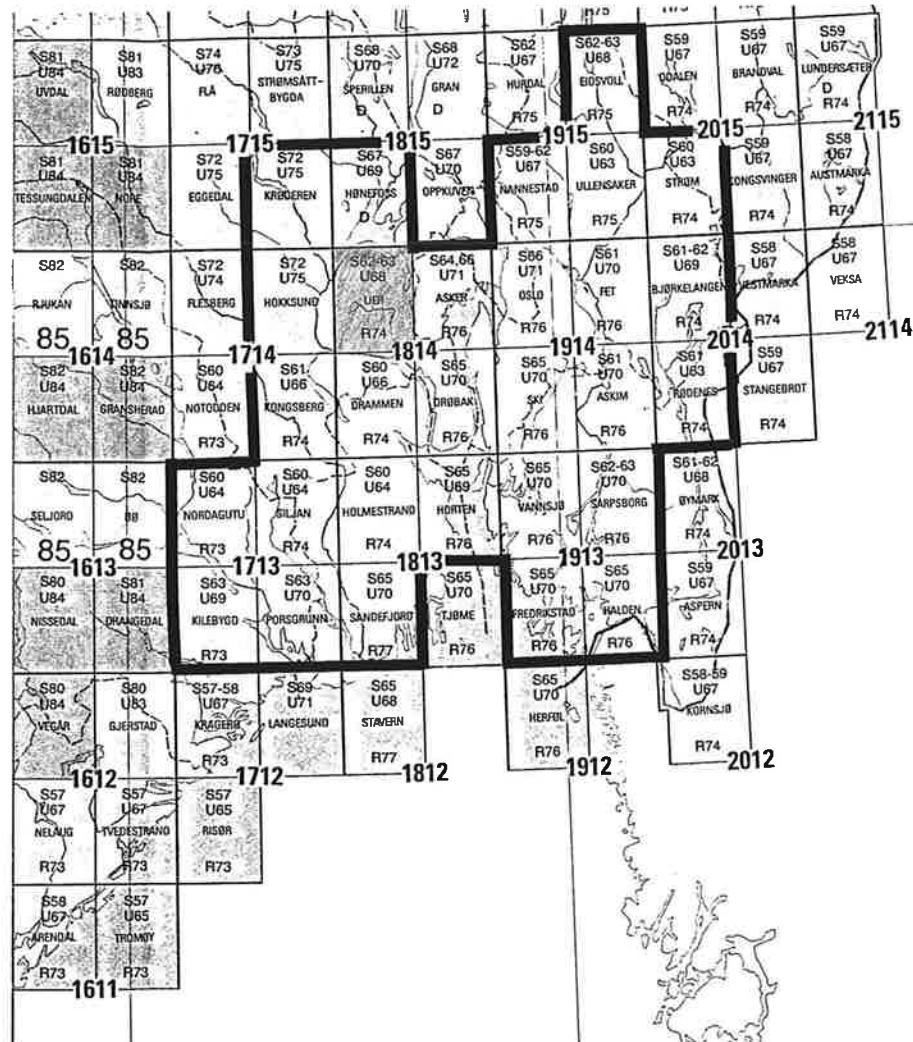 R75
R75
S81
U84
UVDAL
S81
U83
RØDBERG
S74
U76
FLÅ
S73
U75
STRØMSÅTT-
BYGDA
S68
U70
SPERILLEN
D
S68
U72
GRAN
D
S62
U67
HURDAL
R75
S62-63
U68
EIDSVOLL
R75
S59
U67
ODALEN
R74
S59
U67
BRANDVAL
R74
S59
U67
LUNDERSÆTER
D
R74
1615
1715
1815
1915
2015
2115
S81
U84
TESSUNGDALEN
S81
U84
NORE
S72
U75
EGGEDAL
S72
U75
KRØDEREN
S67
U69
HØNEFOSS
D
S67
U70
OPPKUVEN
S59-62
U67
NANNESTAD
R75
S60
U63
ULLENSAKER
R75
S60
U63
STRØM
R74
S59
U67
KONGSVINGER
R74
S58
U67
AUSTMARKA
R74
S82
RJUKAN
85
S82
TINNSJØ
85
S72
U74
FLESBERG
S72
U75
HOKKSUND
S62-63
U68
R74
S64,66
U71
ASKER
R76
S66
U71
OSLO
R76
S61
U70
FET
R76
S61-62
U69
BJØRKELANGEN
R74
S58
U67
VESTMARKA
R74
S58
U67
VEKSA
R74
1614
1714
1814
1914
2014
2114
S82
U84
HJARTDAL
S82
U84
GRANSHERAD
S60
U64
NOTODDEN
R73
S61
U66
KONGSBERG
R74
S60
U66
DRAMMEN
R74
S65
U70
DRØBAK
R76
S65
U70
SKI
R76
S61
U70
ASKIM
R76
S61
U63
RØDENES
R74
S59
U67
STANGEBROT
R74
S82
SELJORD
85
S82
BØ
85
S60
U64
NORDAGUTU
R73
S60
U64
SILJAN
R74
S60
U64
HOLMESTRAND
R74
S65
U69
HORTEN
R76
S65
U70
VANNSJØ
R76
S62-63
U70
SARPSBORG
R76
S61-62
U68
ØYMARK
R74
1613
1713
1813
1913
2013
S80
U84
NISSEDAL
S81
U84
DRANGEDAL
S63
U69
KILEBYGD
R73
S63
U70
PORSGRUNN
S65
U70
SANDEFJORD
R77
S65
U70
TJØME
R76
S65
U70
FREDRIKSTAD
R76
S65
U70
HALDEN
R76
S59
U67
ASPERN
R74
S80
U84
VEGÅR
S80
U83
GJERSTAD
S57-58
U67
KRAGERØ
R73
S69
U71
LANGESUND
S65
U68
STAVERN
R77
S65
U70
HERFØL
R76
S58-59
U67
KORNSJØ
R74
1612
1712
1812
1912
2012
S57
U67
NELAUG
R73
S57
U67
TVEDESTRAND
R73
S57
U65
RISØR
R73
S58
U67
ARENDAL
R73
S57
U65
TROMØY
R73
1611